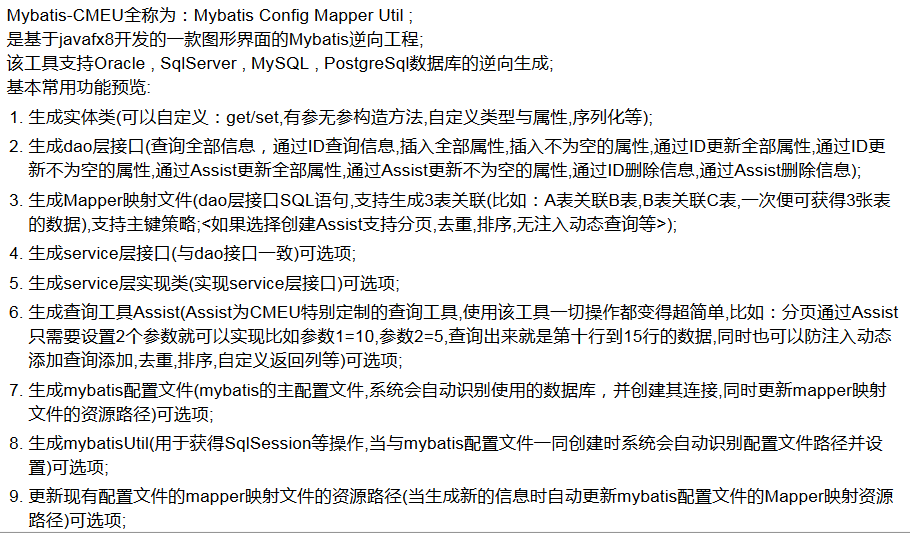 Mybatis-CMEU全称为：Mybatis Config Mapper Util ;
是基于javafx8开发的一款图形界面的Mybatis逆向工程;
该工具支持Oracle , SqlServer , MySQL , PostgreSql数据库的逆向生成;
基本常用功能预览:
1. 生成实体类(可以自定义：get/set,有参无参构造方法,自定义类型与属性,序列化等);
2. 生成dao层接口(查询全部信息，通过ID查询信息,插入全部属性,插入不为空的属性,通过ID更新全部属性,通过ID更
新不为空的属性,通过Assist更新全部属性,通过Assist更新不为空的属性,通过ID删除信息,通过Assist删除信息);
3. 生成Mapper映射文件(dao层接口SQL语句,支持生成3表关联(比如：A表关联B表,B表关联C表,一次便可获得3张表
的数据),支持主键策略;<如果选择创建Assist支持分页,去重,排序,无注入动态查询等>);
4. 生成service层接口(与dao接口一致)可选项;
5. 生成service层实现类(实现service层接口)可选项;
6. 生成查询工具Assist(Assist为CMEU特别定制的查询工具,使用该工具一切操作都变得超简单,比如：分页通过Assist
只需要设置2个参数就可以实现比如参数1=10,参数2=5,查询出来就是第十行到15行的数据,同时也可以防注入动态
添加查询添加,去重,排序,自定义返回列等)可选项;
7. 生成mybatis配置文件(mybatis的主配置文件,系统会自动识别使用的数据库，并创建其连接,同时更新mapper映射
文件的资源路径)可选项;
8. 生成mybatisUtil(用于获得SqlSession等操作,当与mybatis配置文件一同创建时系统会自动识别配置文件路径并设
置)可选项;
9. 更新现有配置文件的mapper映射文件的资源路径(当生成新的信息时自动更新mybatis配置文件的Mapper映射资源
路径)可选项;